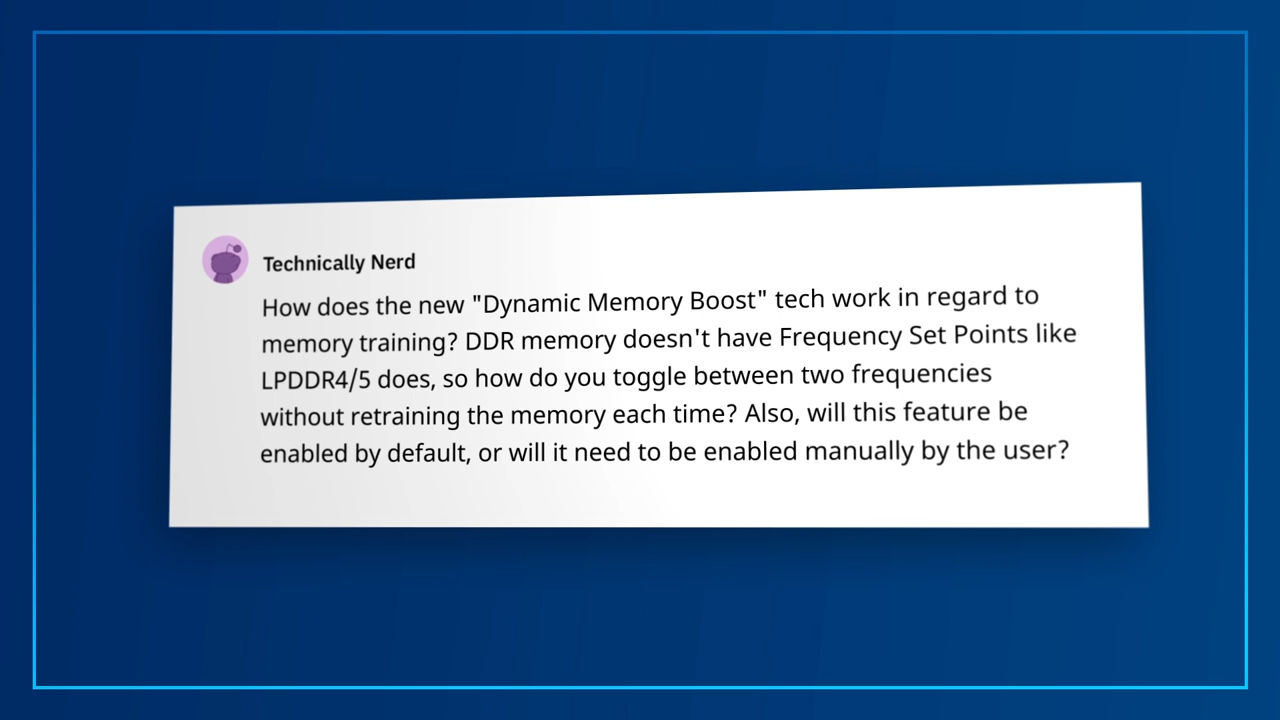 Technically Nerd
How does the new "Dynamic Memory Boost" tech work in regard to
memory training? DDR memory doesn't have Frequency Set Points like
LPDDR4/5 does, so how do you toggle between two frequencies
without retraining the memory each time? Also, will this feature be
enabled by default, or will it need to be enabled manually by the user?